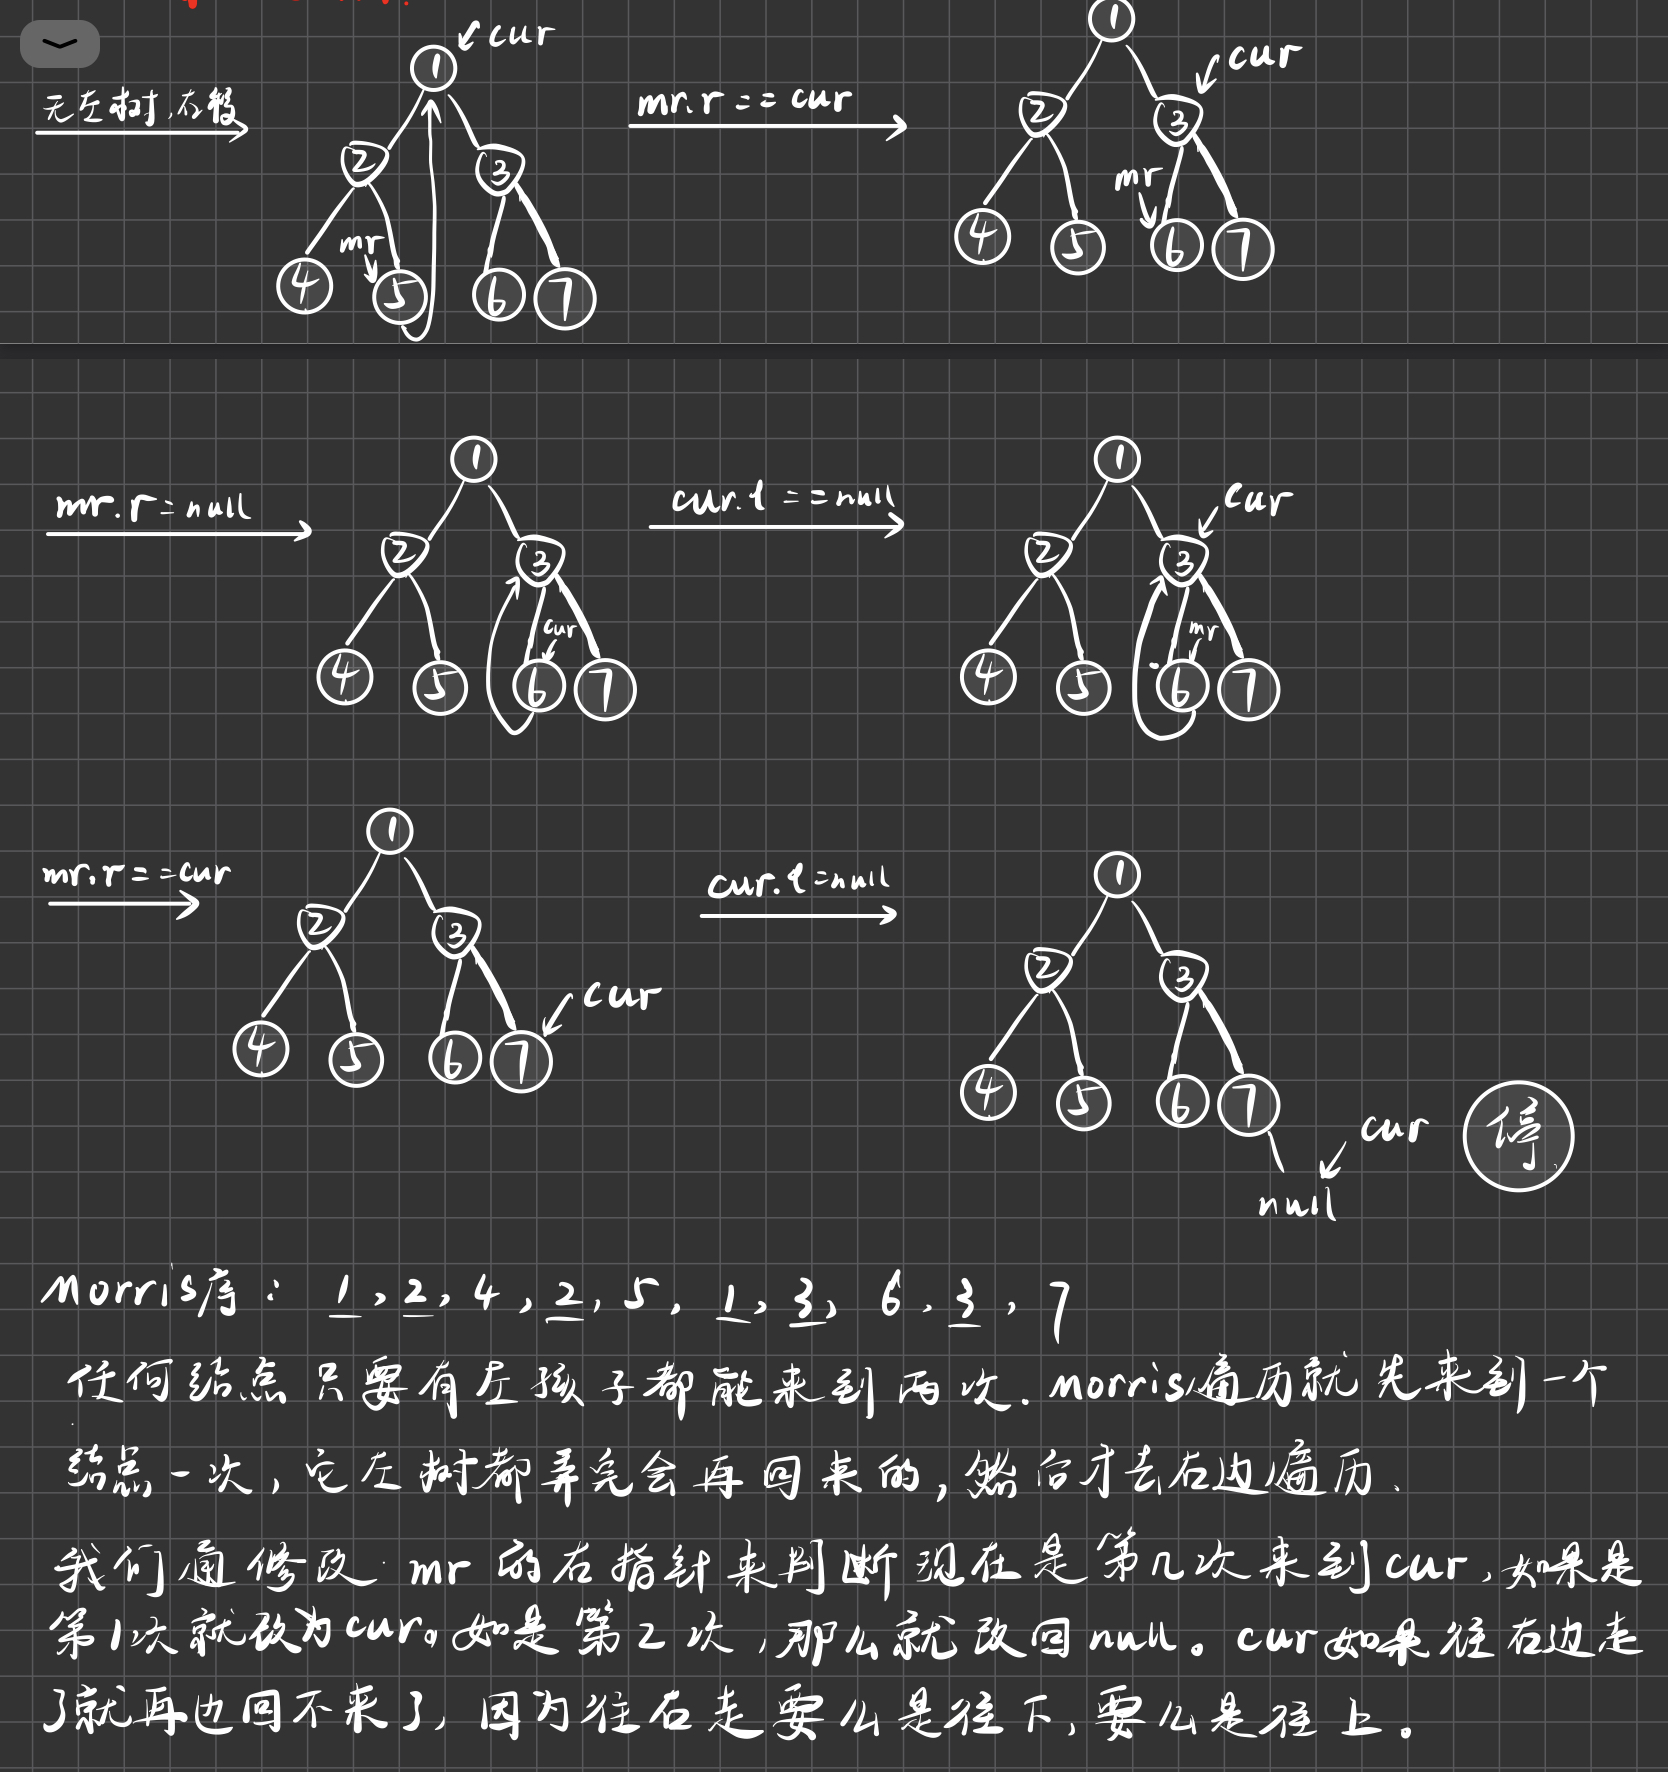 cur
1
无左树,右移
mr.r==cur
1
cur
2
3
2
3
mr
mr
4
5
6
7
4
5
6
7
mr.r=null
1
cur.l==null
1
cur
2
3
2
3
cur
mr
4
5
6
7
4
5
6
7
mr.r==cur
1
cur.l=null
1
2
3
2
3
cur
4
5
6
7
4
5
6
7
cur
停
null
Morris序: 1,2,4,2,5,1,3,6,3,7
任何结点只要有左孩子都能来到两次.morris遍历就先来到一个
结点一次,它左树都弄完会再回来的,然后才去右边遍历.
我们通修改mr的右指针来判断现在是第几次来到cur,如果是
第1次就改为cur。如是第2次,那么就改回null。cur如果往右边走
了就再也回不来了,因为往右走要么是往下,要么是往上。